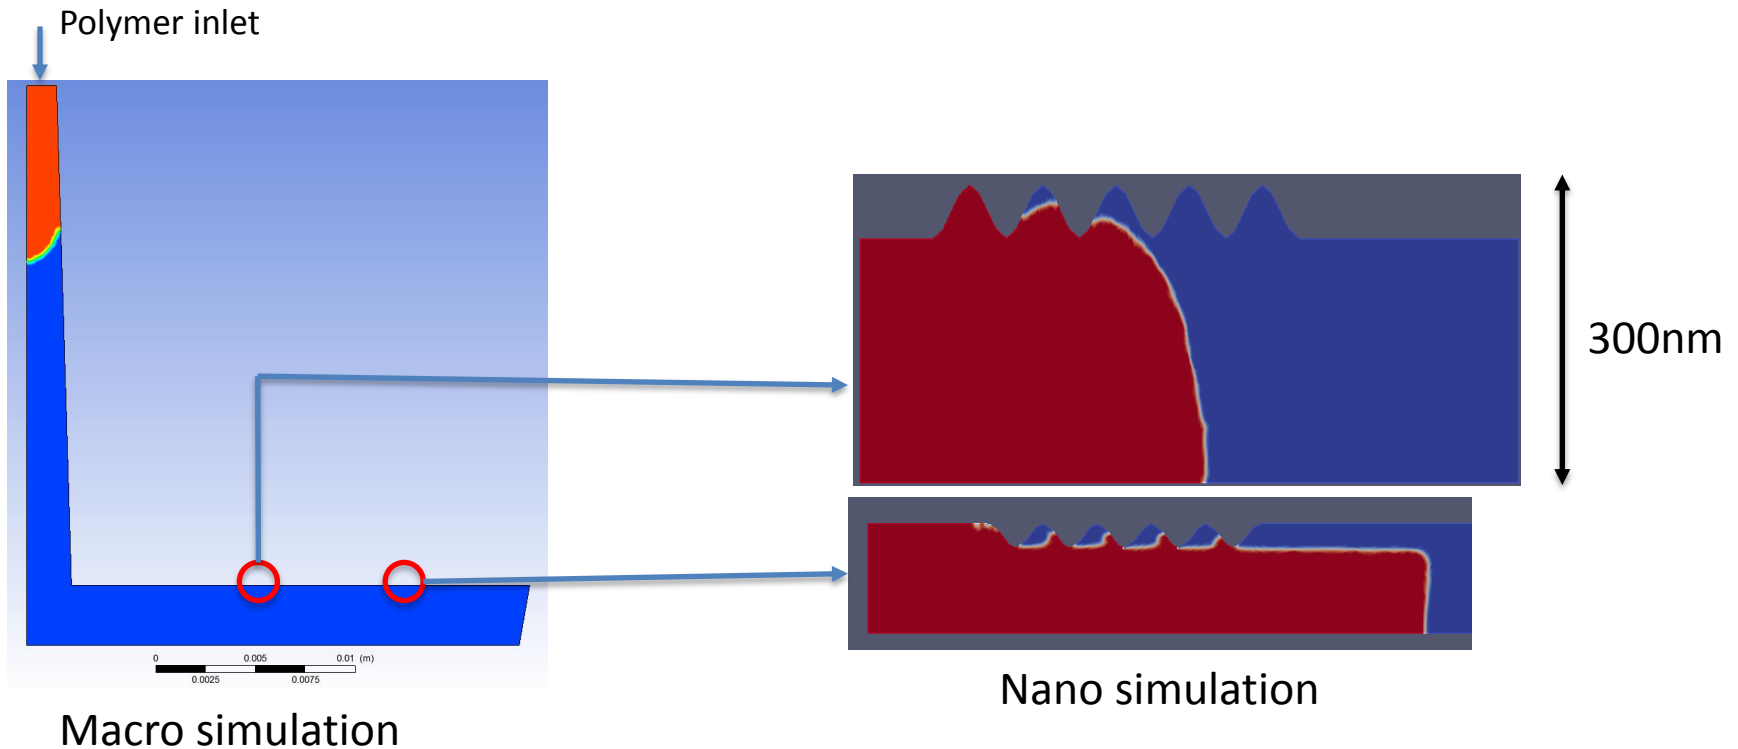 Polymer inlet
300nm
0 0.005 0.01 (m)
0.0025 0.0075
Nano simulation
Macro simulation